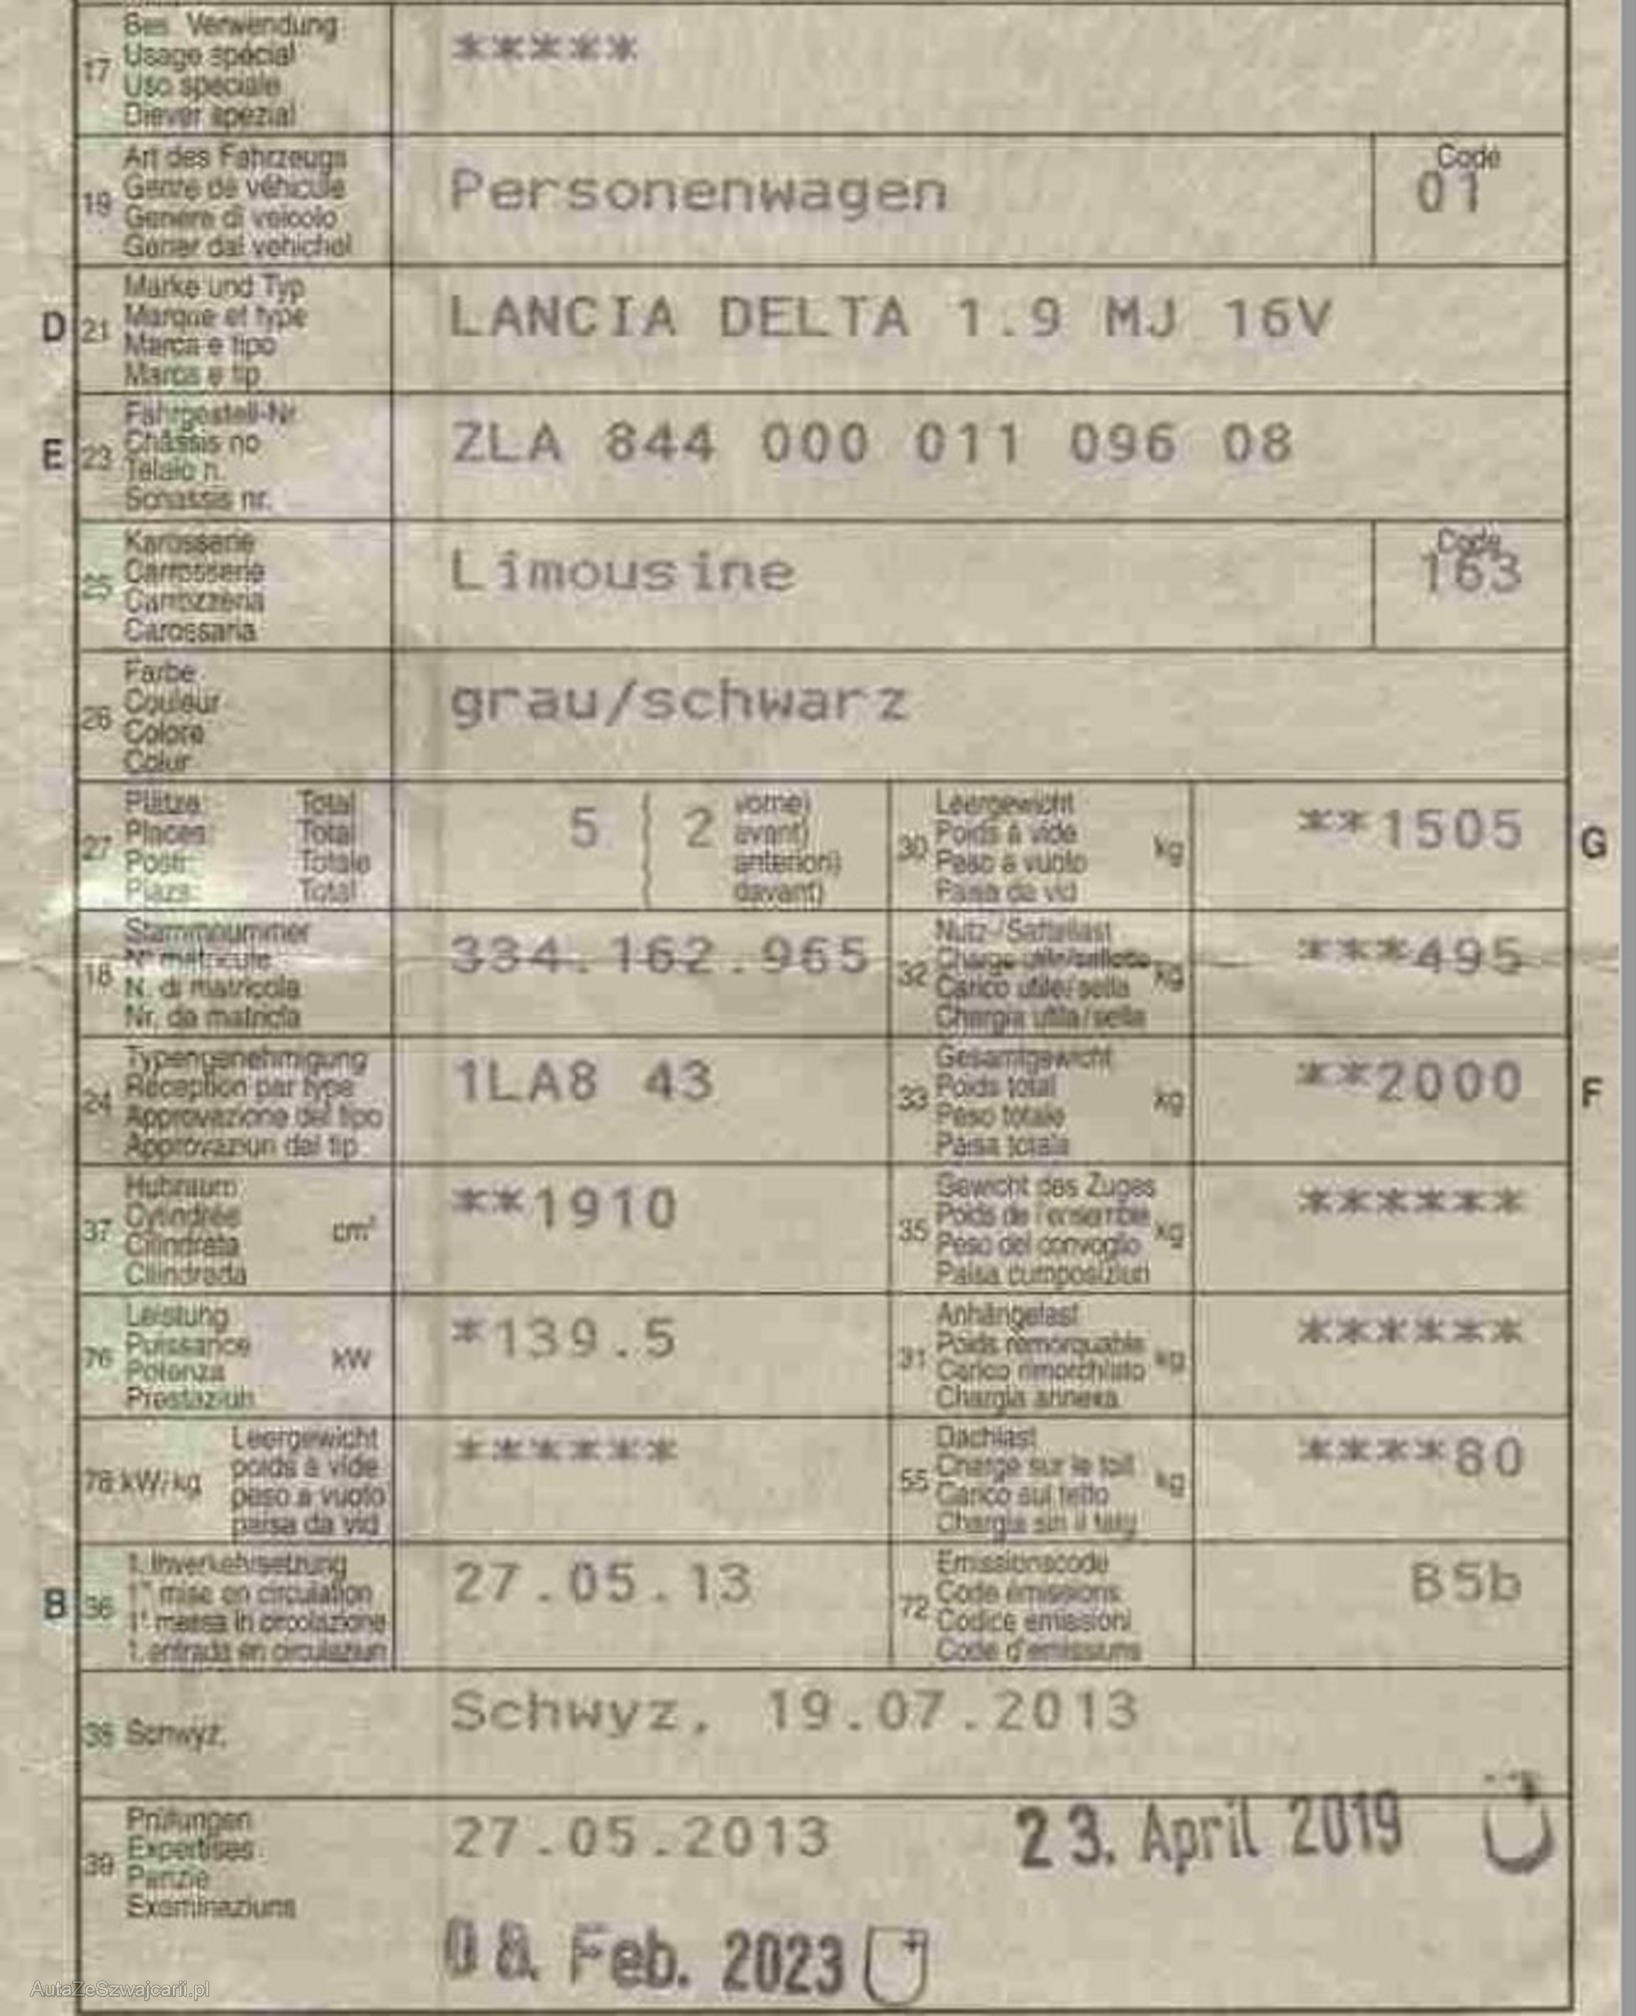 Bes. Verwendung
Usage spécial
Uso speciale
Diever spezial
17
*****
Art des Fahrzeugs
Genre de véhicule
Genere di veicolo
Gener dal vehichel
19
Personenwagen
Code
01
D
21
Marke und Typ
Marque et type
Marca e tipo
Marca e tip
LANCIA DELTA 1.9 MJ 16V
E
23
Fahrgestell-Nr.
Châssis no
Telaio n.
Schassis nr.
ZLA 844 000 011 096 08
25
Karosserie
Carrosserie
Carrozzeria
Carossaria
Limousine
Code
163
26
Farbe
Couleur
Colore
Colur
grau/schwarz
27
Plätze: Total
Places: Total
Posti: Totale
Plazs: Total
5 2
vorne)
avant)
anteriori)
davant)
30
Leergewicht
Poids à vide
Peso a vuoto
Paisa da vid
kg
**1505
G
18
Stammnummer
N° matricule
N. di matricola
Nr. da matricla
334.162.965
32
Nutz-/Sattellast
Charge utile/sellette
Carico utile/sella
Chargia utila/sella
kg
***495
24
Typengenehmigung
Réception par type
Approvazione del tipo
Approvaziun dal tip
1LA8 43
33
Gesamtgewicht
Poids total
Peso totale
Paisa totala
kg
**2000
F
37
Hubraum
Cylindrée
Cilindrata
Cilindrada
cm³
**1910
35
Gewicht des Zuges
Poids de l'ensemble
Peso del convoglio
Paisa cumposiziun
kg
******
76
Leistung
Puissance
Potenza
Prestaziun
kW
*139.5
31
Anhängelast
Poids remorquable
Carico rimorchiato
Chargia annexa
kg
******
78 kW/kg
Leergewicht
poids à vide
peso a vuoto
paisa da vid
******
55
Dachlast
Charge sur le toit
Carico sul tetto
Chargia sin il tetg
kg
****80
B
36
1. Inverkehrsetzung
1re mise en circulation
1a messa in circolazione
1. entrada en circulaziun
27.05.13
72
Emissionscode
Code émissions
Codice emissioni
Code d'emissiuns
B5b
38 Schwyz,
Schwyz, 19.07.2013
39
Prüfungen
Expertises
Perizie
Examinaziuns
27.05.2013
23. April 2019
08. Feb. 2023
AutaZeSzwajcarii.pl